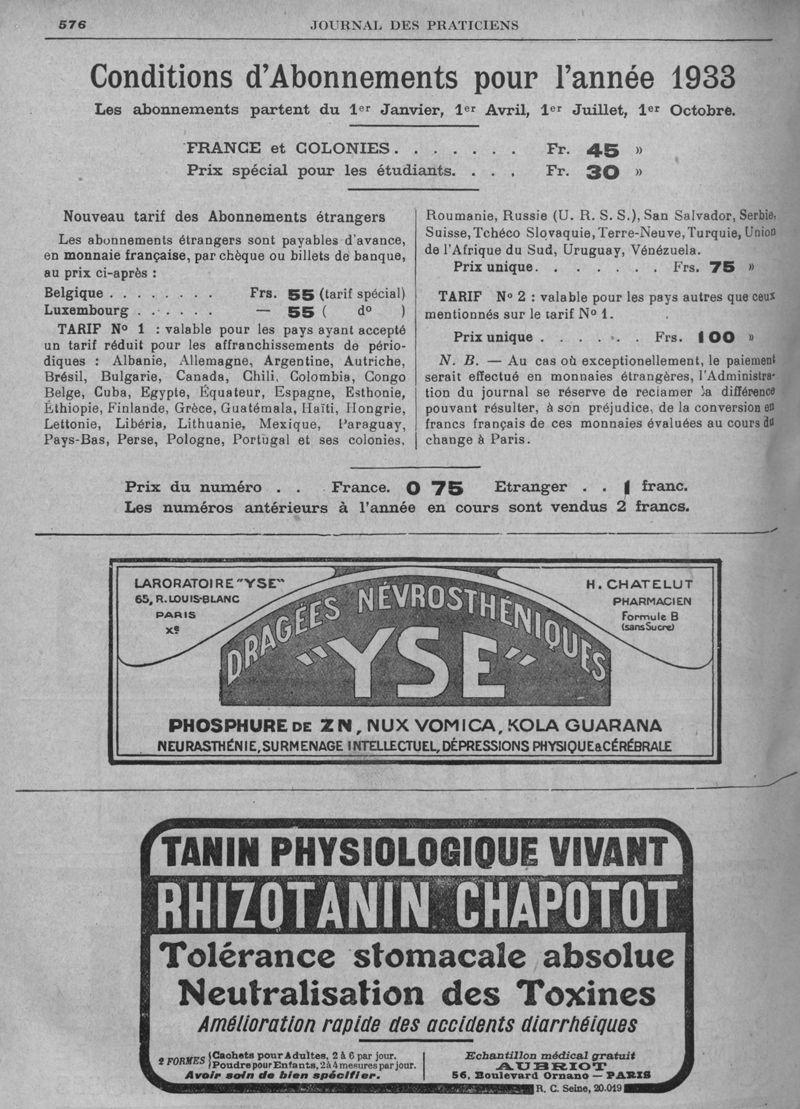 576
JOURNAL DES PRATICIENS
Conditions d'Abonnements pour l'année 1933
Les abonnements partent du 1er Janvier, 1er Avril, 1er Juillet, 1er Octobre.
FRANCE et COLONIES. . . . . . . Fr. 45 »
Prix spécial pour les étudiants. . . . Fr. 30 »
Nouveau tarif des Abonnements étrangers
Les abonnements étrangers sont payables d'avance,
en monnaie française, par chèque ou billets de banque,
au prix ci-après :
Belgique . . . . . . . . Frs. 55 (tarif spécial)
Luxembourg . . . . . . — 55 ( do )
TARIF No 1 : valable pour les pays ayant accepté
un tarif réduit pour les affranchissements de pério-
diques : Albanie, Allemagne, Argentine, Autriche,
Brésil, Bulgarie, Canada, Chili, Colombia, Congo
Belge, Cuba, Egypte, Équateur, Espagne, Esthonie,
Éthiopie, Finlande, Grèce, Guatémala, Haïti, Hongrie,
Lettonie, Libéria, Lithuanie, Mexique, Paraguay,
Pays-Bas, Perse, Pologne, Portugal et ses colonies,
Roumanie, Russie (U. R. S. S.), San Salvador, Serbie,
Suisse, Tchéco Slovaquie, Terre-Neuve, Turquie, Union
de l'Afrique du Sud, Uruguay, Vénézuela.
Prix unique. . . . . . . . Frs. 75 »
TARIF No 2 : valable pour les pays autres que ceux
mentionnés sur le tarif No 1.
Prix unique . . . . . . . Frs. 100 »
N. B. — Au cas où exceptionellement, le paiement
serait effectué en monnaies étrangères, l'Administra-
tion du journal se réserve de reclamer la différence
pouvant résulter, à son préjudice, de la conversion en
francs français de ces monnaies évaluées au cours du
change à Paris.
Prix du numéro . . France. 0 75 Etranger . . 1 franc.
Les numéros antérieurs à l'année en cours sont vendus 2 francs.
LARORATOIRE "YSE"
65, R. LOUIS-BLANC
PARIS
Xe
H. CHATELUT
PHARMACIEN
Formule B
(sans Sucre)
DRAGÉES NÉVROSTHÉNIQUES
"YSE"
PHOSPHURE DE ZN, NUX VOMICA, KOLA GUARANA
NEURASTHÉNIE, SURMENAGE INTELLECTUEL, DÉPRESSIONS PHYSIQUE & CÉRÉBRALE
TANIN PHYSIOLOGIQUE VIVANT
RHIZOTANIN CHAPOTOT
Tolérance stomacale absolue
Neutralisation des Toxines
Amélioration rapide des accidents diarrhéiques
2 FORMES { Cachets pour Adultes, 2 à 6 par jour.
Poudre pour Enfants, 2 à 4 mesures par jour.
Avoir soin de bien spécifier.
Echantillon médical gratuit
AUBRIOT
56, Boulevard Ornano — PARIS
R. C. Seine, 20.019